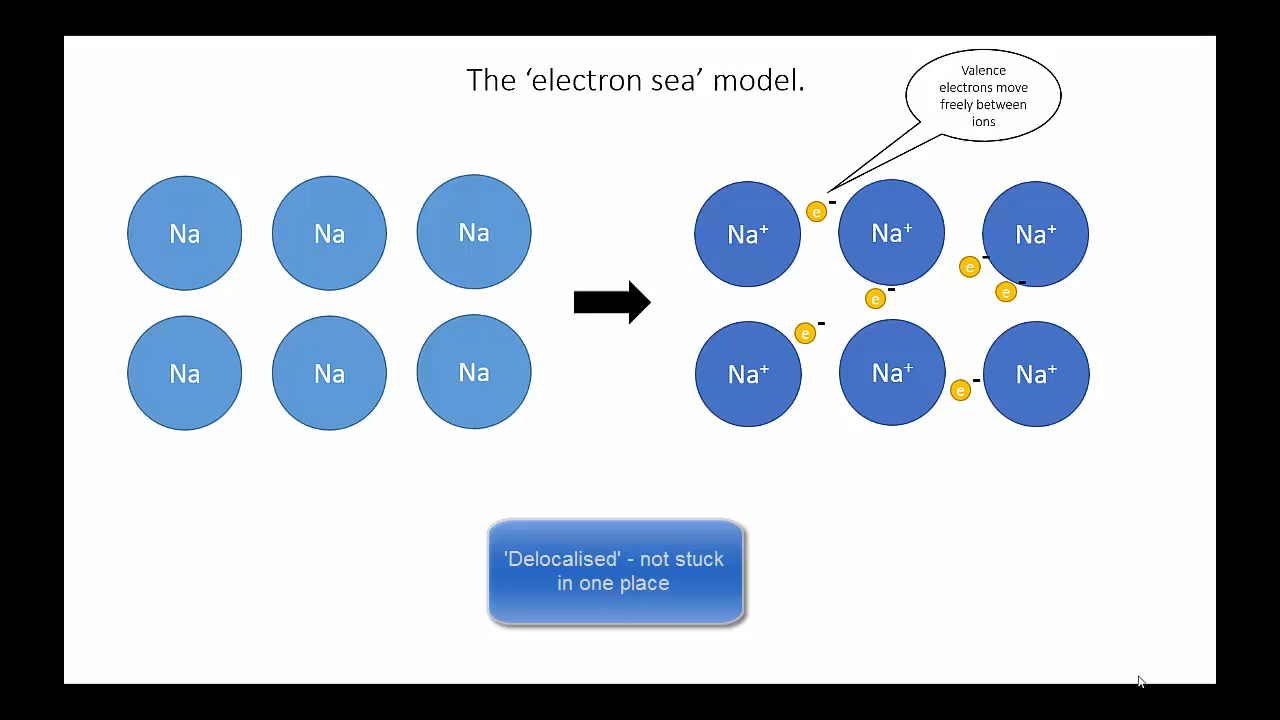 The ‘electron sea’ model.
Valence
electrons move
freely between
ions
Na Na Na Na⁺ e⁻ Na⁺ Na⁺
e⁻ e⁻
e⁻
e⁻
Na Na Na Na⁺ Na⁺ e⁻ Na⁺
'Delocalised' - not stuck
in one place